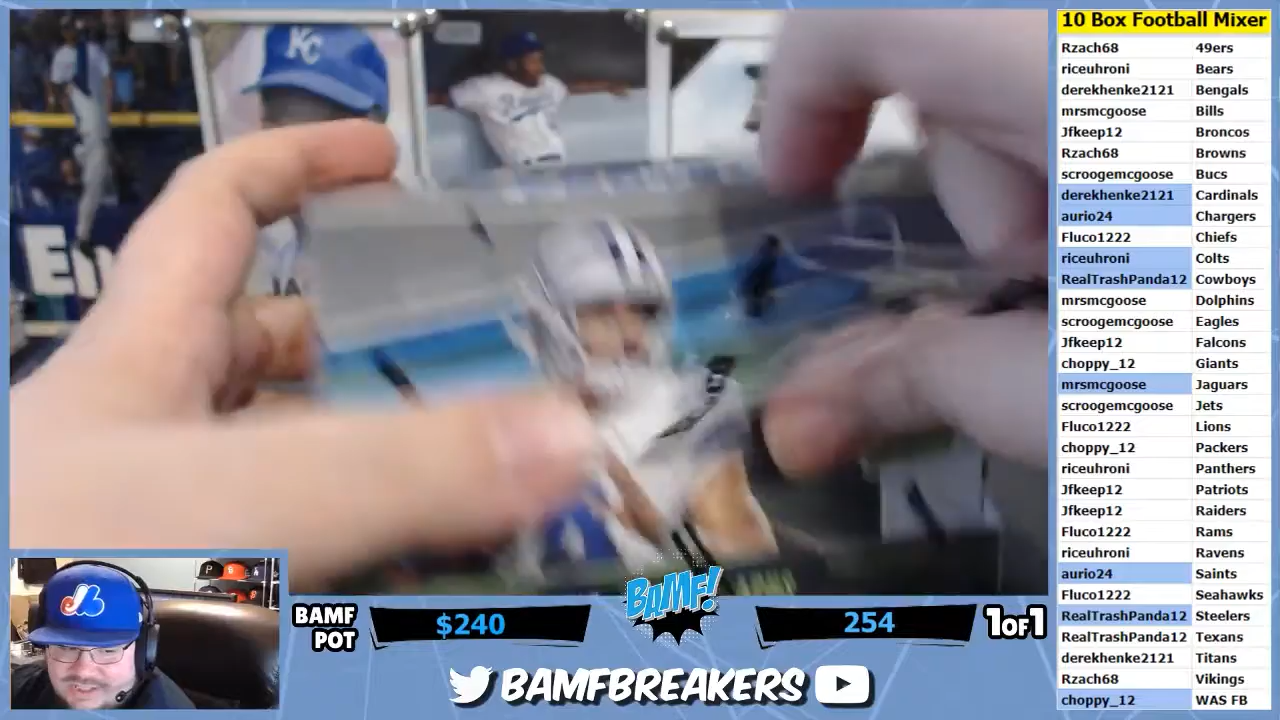 10 Box Football Mixer
Rzach68 49ers
riceuhroni Bears
derekhenke2121 Bengals
mrsmcgoose Bills
Jfkeep12 Broncos
Rzach68 Browns
scroogemcgoose Bucs
derekhenke2121 Cardinals
aurio24 Chargers
Fluco1222 Chiefs
riceuhroni Colts
RealTrashPanda12 Cowboys
mrsmcgoose Dolphins
scroogemcgoose Eagles
Jfkeep12 Falcons
choppy_12 Giants
mrsmcgoose Jaguars
scroogemcgoose Jets
Fluco1222 Lions
choppy_12 Packers
riceuhroni Panthers
Jfkeep12 Patriots
Jfkeep12 Raiders
Fluco1222 Rams
riceuhroni Ravens
aurio24 Saints
Fluco1222 Seahawks
RealTrashPanda12 Steelers
RealTrashPanda12 Texans
derekhenke2121 Titans
Rzach68 Vikings
choppy_12 WAS FB
KC
BAMF POT
$240
BAMF!
254
1OF1
BAMFBREAKERS